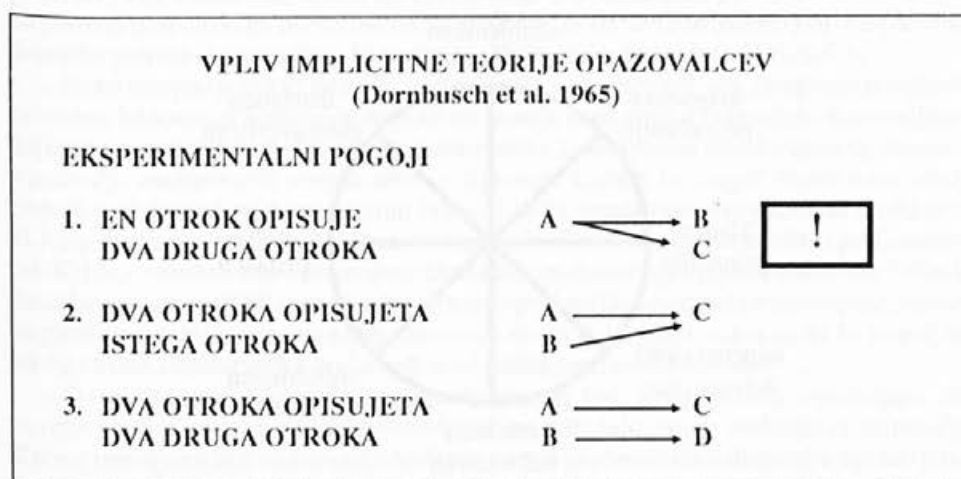 VPLIV IMPLICITNE TEORIJE OPAZOVALCEV
(Dornbusch et al. 1965)
EKSPERIMENTALNI POGOJI
1. EN OTROK OPISUJE A B !
DVA DRUGA OTROKA C
2. DVA OTROKA OPISUJETA A C
ISTEGA OTROKA B
3. DVA OTROKA OPISUJETA A C
DVA DRUGA OTROKA B D